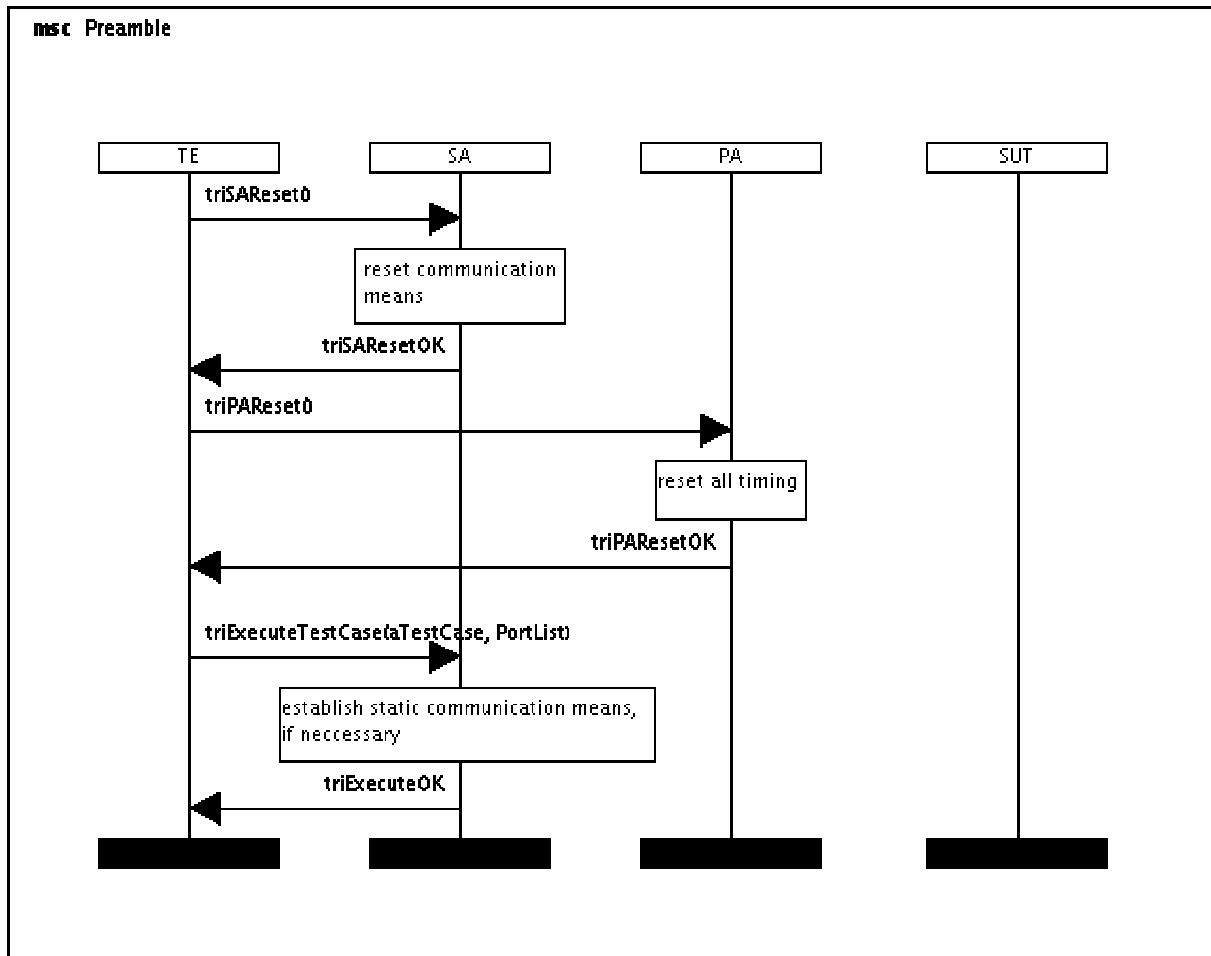 msc Preamble
TE
SA
PA
SUT
triSAReset()
reset communication
means
triSAResetOK
triPAReset()
reset all timing
triPAResetOK
triExecuteTestCase(aTestCase, PortList)
establish static communication means,
if neccessary
triExecuteOK